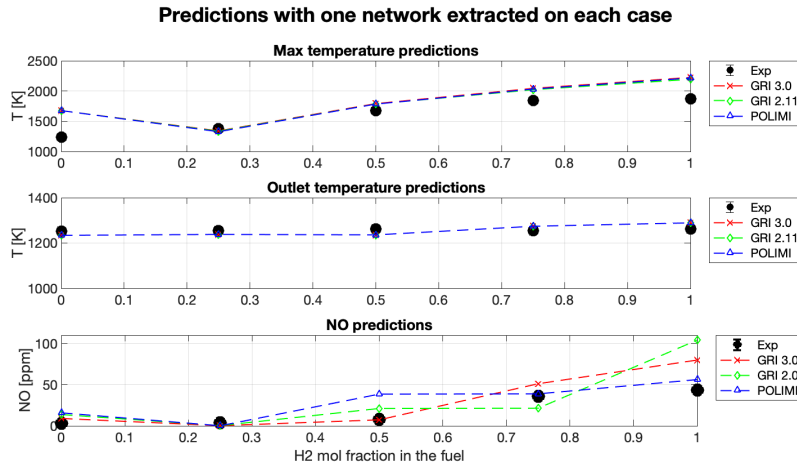 Predictions with one network extracted on each case
Max temperature predictions
2500
2000
1500
1000
T [K]
0 0.1 0.2 0.3 0.4 0.5 0.6 0.7 0.8 0.9 1
Exp
GRI 3.0
GRI 2.11
POLIMI
Outlet temperature predictions
1400
1200
1000
T [K]
0 0.1 0.2 0.3 0.4 0.5 0.6 0.7 0.8 0.9 1
Exp
GRI 3.0
GRI 2.11
POLIMI
NO predictions
100
50
0
NO [ppm]
0 0.1 0.2 0.3 0.4 0.5 0.6 0.7 0.8 0.9 1
H2 mol fraction in the fuel
Exp
GRI 3.0
GRI 2.0
POLIMI